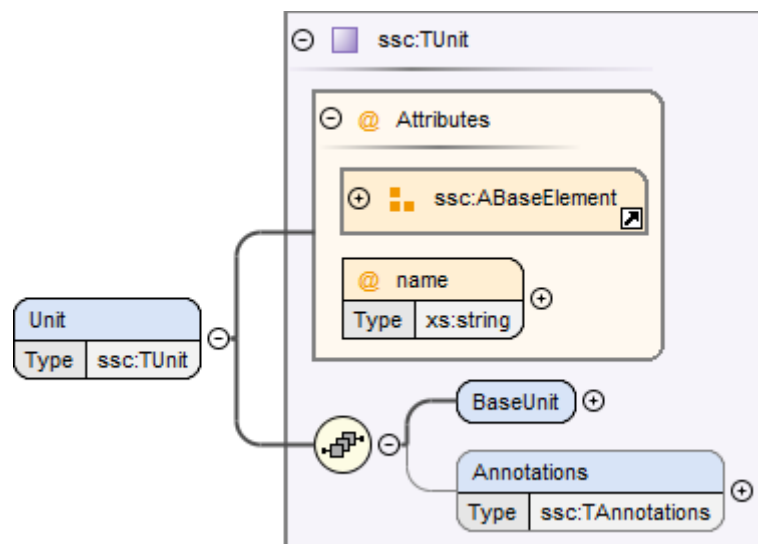 ssc:TUnit
@ Attributes
ssc:ABaseElement
@ name
Type xs:string
Unit
Type ssc:TUnit
BaseUnit
Annotations
Type ssc:TAnnotations